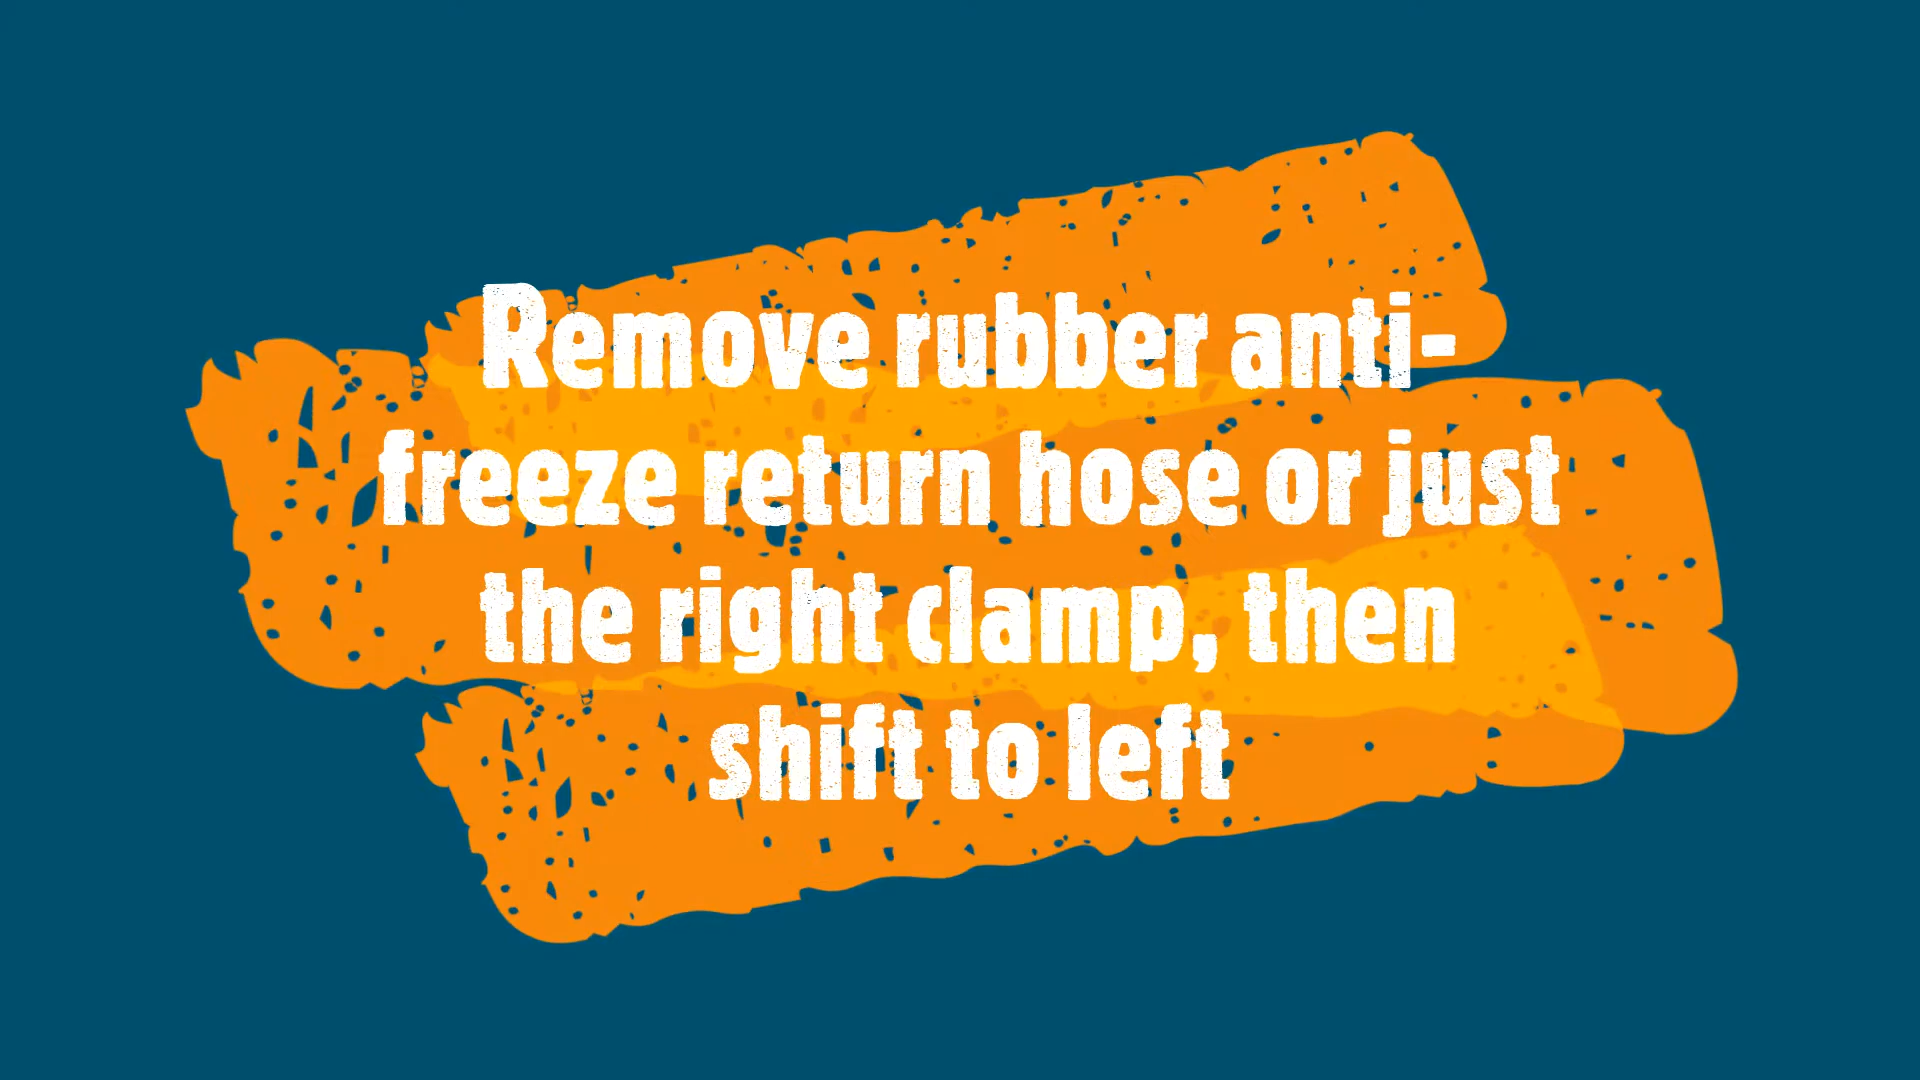 Remove rubber anti-
freeze return hose or just
the right clamp, then
shift to left